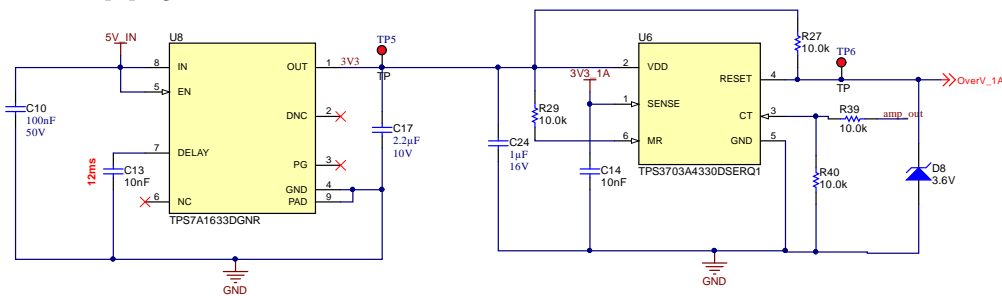 5V_IN
U8
8
IN
5
EN
7
DELAY
6
NC
OUT
1
3V3
DNC
2
PG
3
GND
4
PAD
9
TPS7A1633DGNR
C10
100nF
50V
12ms
C13
10nF
TP5
TP
C17
2.2µF
10V
GND
C24
1µF
16V
R29
10.0k
3V3_1A
C14
10nF
U6
2
VDD
1
SENSE
6
MR
RESET
4
CT
3
GND
5
TPS3703A4330DSERQ1
R27
10.0k
TP6
TP
OverV_1A
R39
10.0k
amp_out
R40
10.0k
D8
3.6V
GND